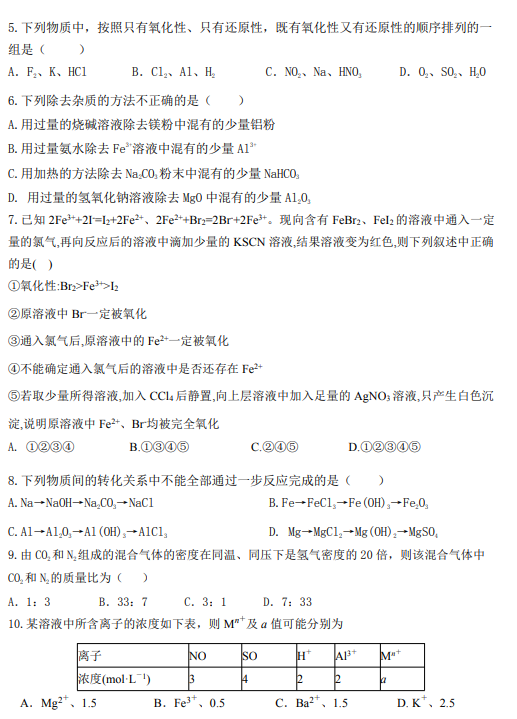 5.下列物质中，按照只有氧化性、只有还原性，既有氧化性又有还原性的顺序排列的一
组是（ ）
A．F₂、K、HCl B．Cl₂、Al、H₂ C．NO₂、Na、HNO₃ D．O₂、SO₂、H₂O
6.下列除去杂质的方法不正确的是（ ）
A.用过量的烧碱溶液除去镁粉中混有的少量铝粉
B.用过量氨水除去 Fe³⁺溶液中混有的少量 Al³⁺
C.用加热的方法除去 Na₂CO₃ 粉末中混有的少量 NaHCO₃
D. 用过量的氢氧化钠溶液除去 MgO 中混有的少量 Al₂O₃
7.已知 2Fe³⁺+2I⁻=I₂+2Fe²⁺、2Fe²⁺+Br₂=2Br⁻+2Fe³⁺。现向含有 FeBr₂、FeI₂ 的溶液中通入一定
量的氯气,再向反应后的溶液中滴加少量的 KSCN 溶液,结果溶液变为红色,则下列叙述中正确
的是( )
①氧化性:Br₂>Fe³⁺>I₂
②原溶液中 Br⁻一定被氧化
③通入氯气后,原溶液中的 Fe²⁺一定被氧化
④不能确定通入氯气后的溶液中是否还存在 Fe²⁺
⑤若取少量所得溶液,加入 CCl₄ 后静置,向上层溶液中加入足量的 AgNO₃ 溶液,只产生白色沉
淀,说明原溶液中 Fe²⁺、Br⁻均被完全氧化
A. ①②③④ B.①③④⑤ C.②④⑤ D.①②③④⑤
8.下列物质间的转化关系中不能全部通过一步反应完成的是（ ）
A.Na→NaOH→Na₂CO₃→NaCl B.Fe→FeCl₃→Fe(OH)₃→Fe₂O₃
C.Al→Al₂O₃→Al(OH)₃→AlCl₃ D. Mg→MgCl₂→Mg(OH)₂→MgSO₄
9.由 CO₂ 和 N₂ 组成的混合气体的密度在同温、同压下是氢气密度的 20 倍，则该混合气体中
CO₂ 和 N₂ 的质量比为（ ）
A．1：3 B．33：7 C．3：1 D．7：33
10.某溶液中所含离子的浓度如下表，则 Mⁿ⁺及 a 值可能分别为
离子 NO SO H⁺ Al³⁺ Mⁿ⁺
浓度(mol·L⁻¹) 3 4 2 2 a
A．Mg²⁺、1.5 B．Fe³⁺、0.5 C．Ba²⁺、1.5 D.K⁺、2.5